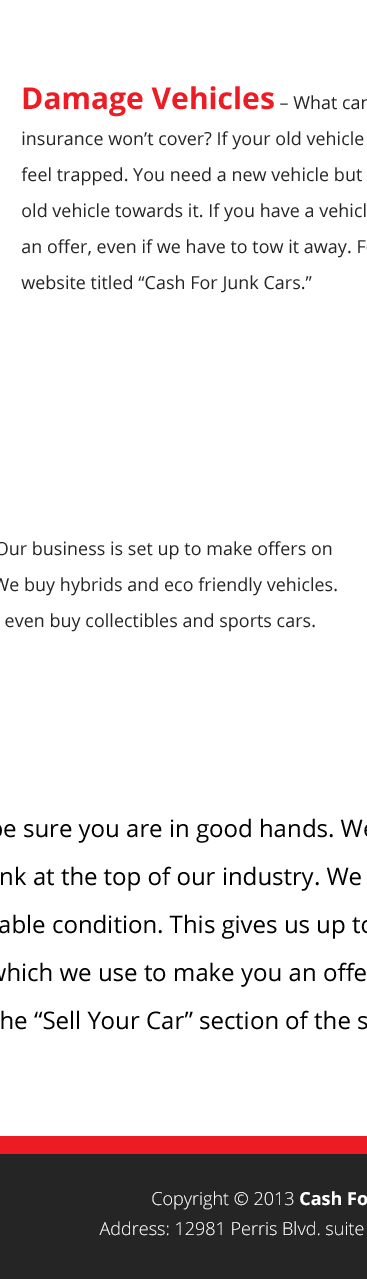 Damage Vehicles – What can
insurance won’t cover? If your old vehicle
feel trapped. You need a new vehicle but
old vehicle towards it. If you have a vehicl
an offer, even if we have to tow it away. F
website titled “Cash For Junk Cars.”
Our business is set up to make offers on
We buy hybrids and eco friendly vehicles.
even buy collectibles and sports cars.
be sure you are in good hands. We
nk at the top of our industry. We
able condition. This gives us up to
which we use to make you an offe
he “Sell Your Car” section of the s
Copyright © 2013 Cash Fo
Address: 12981 Perris Blvd. suite